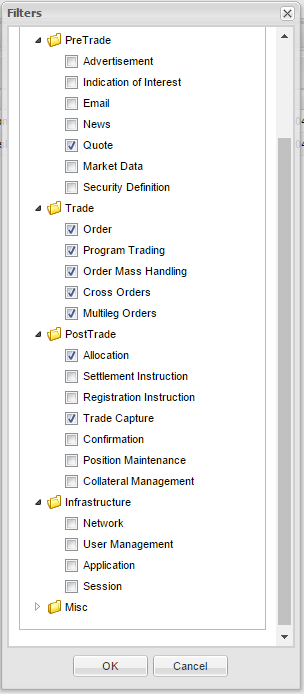 Filters
PreTrade
Advertisement
Indication of Interest
Email
News
Quote
Market Data
Security Definition
Trade
Order
Program Trading
Order Mass Handling
Cross Orders
Multileg Orders
PostTrade
Allocation
Settlement Instruction
Registration Instruction
Trade Capture
Confirmation
Position Maintenance
Collateral Management
Infrastructure
Network
User Management
Application
Session
Misc
OK
Cancel